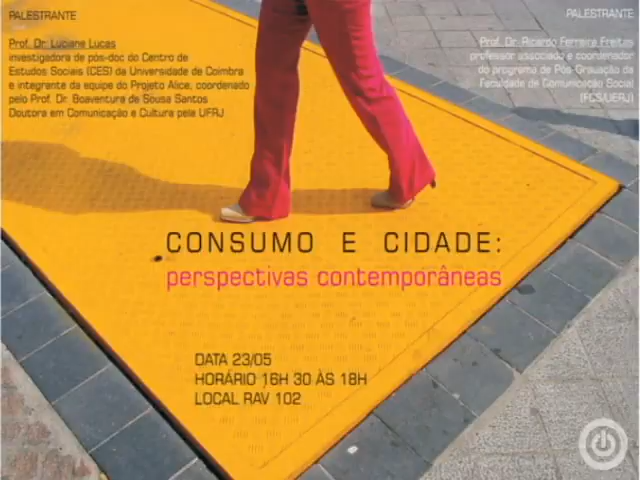 PALESTRANTE
Prof. Dr. Luciane Lucas
investigadora de pós-doc do Centro de
Estudos Sociais (CES) da Universidade de Coimbra
e integrante da equipe do Projeto Alice, coordenado
pelo Prof. Dr. Boaventura de Sousa Santos
Doutora em Comunicação e Cultura pela UFRJ
PALESTRANTE
Prof. Dr. Ricardo Ferreira Freitas
professor associado e coordenador
do programa de Pós-Graduação da
Faculdade de Comunicação Social
(FCS/UERJ)
CONSUMO E CIDADE:
perspectivas contemporâneas
DATA 23/05
HORÁRIO 16H 30 ÀS 18H
LOCAL RAV 102